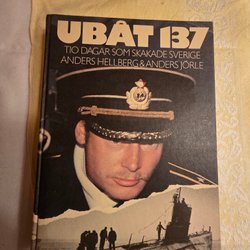 UBÅT 137
TIO DAGAR SOM SKAKADE SVERIGE
ANDERS HELLBERG & ANDERS JÖRLE